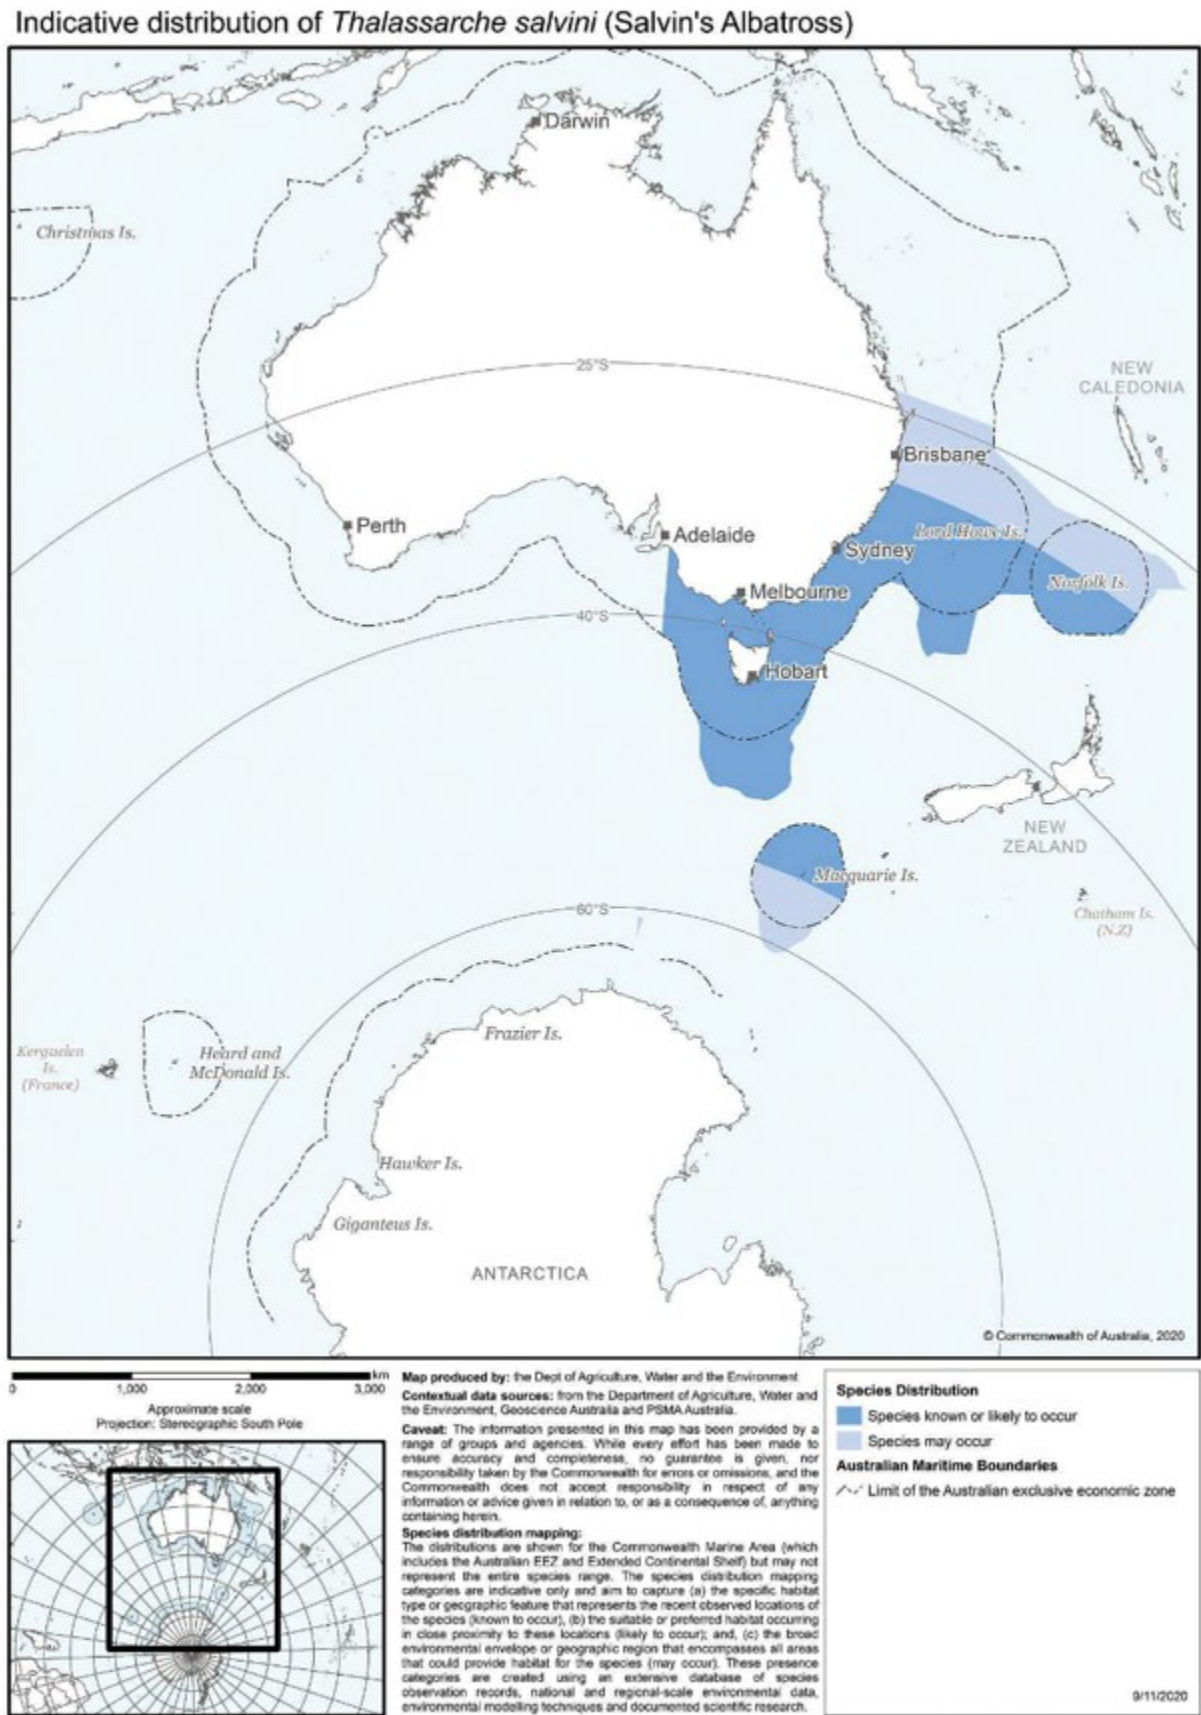 Indicative distribution of Thalassarche salvini (Salvin's Albatross)
Darwin
Christmas Is.
25°S
NEW
CALEDONIA
Brisbane
Perth
Adelaide
Sydney
Lord Howe Is.
Melbourne
Norfolk Is.
40°S
Hobart
NEW
ZEALAND
Macquarie Is.
60°S
Chatham Is.
(N.Z)
Frazier Is.
Kerguelen
Is.
(France)
Heard and
McDonald Is.
Hawker Is.
Giganteus Is.
ANTARCTICA
© Commonwealth of Australia, 2020
km
0 1,000 2,000 3,000
Approximate scale
Projection: Stereographic South Pole
Map produced by: the Dept of Agriculture, Water and the Environment
Contextual data sources: from the Department of Agriculture, Water and
the Environment, Geoscience Australia and PSMA Australia.
Caveat: The information presented in this map has been provided by a
range of groups and agencies. While every effort has been made to
ensure accuracy and completeness, no guarantee is given, nor
responsibility taken by the Commonwealth for errors or omissions, and the
Commonwealth does not accept responsibility in respect of any
information or advice given in relation to, or as a consequence of, anything
containing herein.
Species distribution mapping:
The distributions are shown for the Commonwealth Marine Area (which
includes the Australian EEZ and Extended Continental Shelf) but may not
represent the entire species range. The species distribution mapping
categories are indicative only and aim to capture (a) the specific habitat
type or geographic feature that represents the recent observed locations of
the species (known to occur), (b) the suitable or preferred habitat occurring
in close proximity to these locations (likely to occur); and, (c) the broad
environmental envelope or geographic region that encompasses all areas
that could provide habitat for the species (may occur). These presence
categories are created using an extensive database of species
observation records, national and regional-scale environmental data,
environmental modelling techniques and documented scientific research.
Species Distribution
Species known or likely to occur
Species may occur
Australian Maritime Boundaries
Limit of the Australian exclusive economic zone
9/11/2020